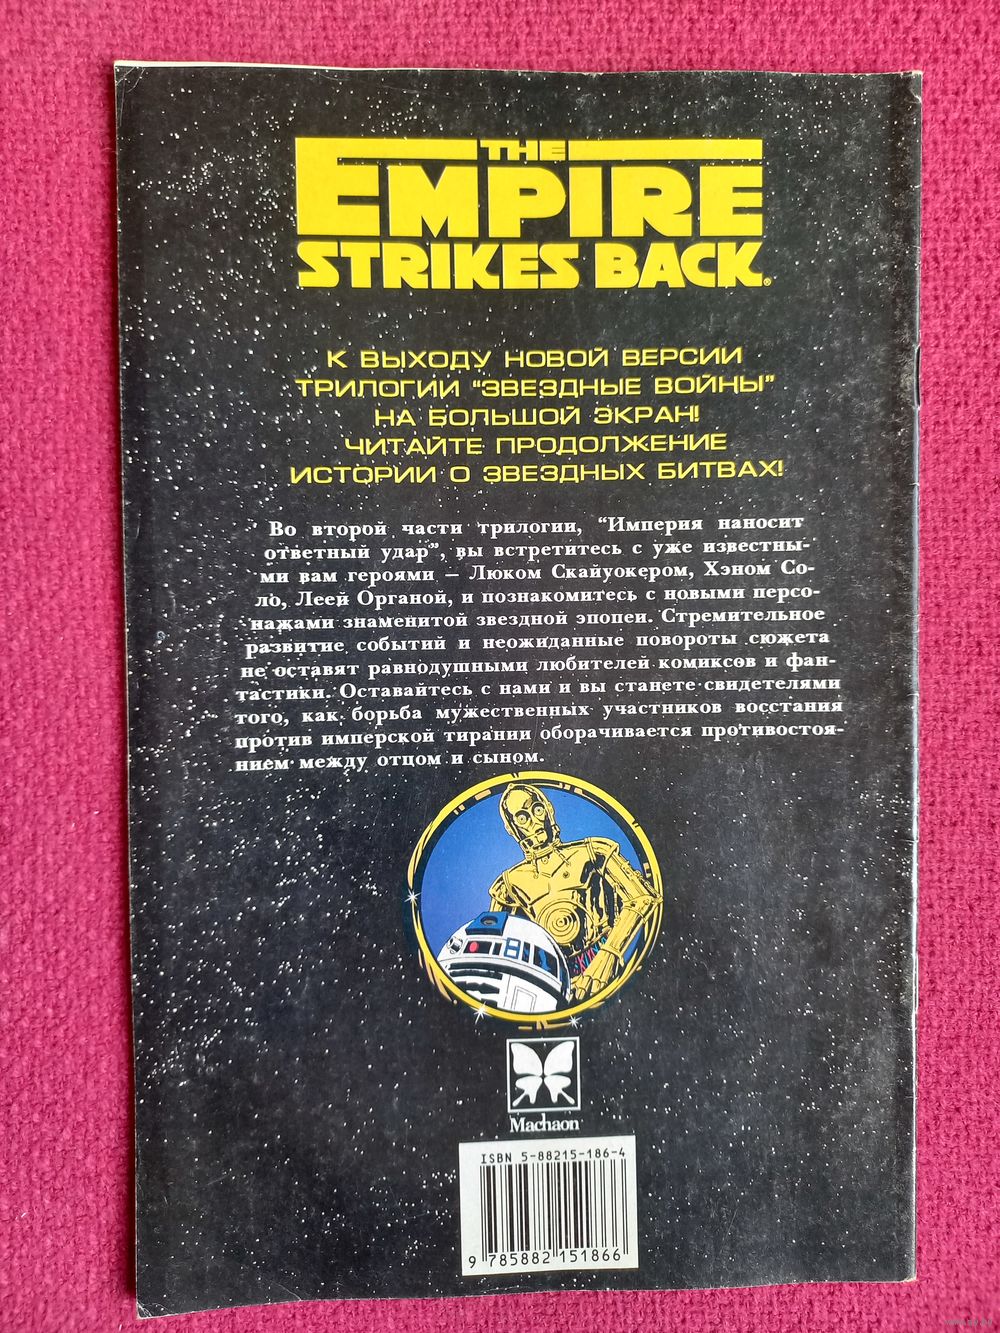 THE
EMPIRE
STRIKES BACK®
К ВЫХОДУ НОВОЙ ВЕРСИИ
ТРИЛОГИИ "ЗВЕЗДНЫЕ ВОЙНЫ"
НА БОЛЬШОЙ ЭКРАН!
ЧИТАЙТЕ ПРОДОЛЖЕНИЕ
ИСТОРИИ О ЗВЕЗДНЫХ БИТВАХ!
Во второй части трилогии, "Империя наносит
ответный удар", вы встретитесь с уже известны-
ми вам героями – Люком Скайуокером, Хэном Со-
ло, Леей Органой, и познакомитесь с новыми персо-
нажами знаменитой звездной эпопеи. Стремительное
развитие событий и неожиданные повороты сюжета
не оставят равнодушными любителей комиксов и фан-
тастики. Оставайтесь с нами и вы станете свидетелями
того, как борьба мужественных участников восстания
против имперской тирании оборачивается противостоя-
нием между отцом и сыном.
Machaon
ISBN 5-88215-186-4
9 785882 151866